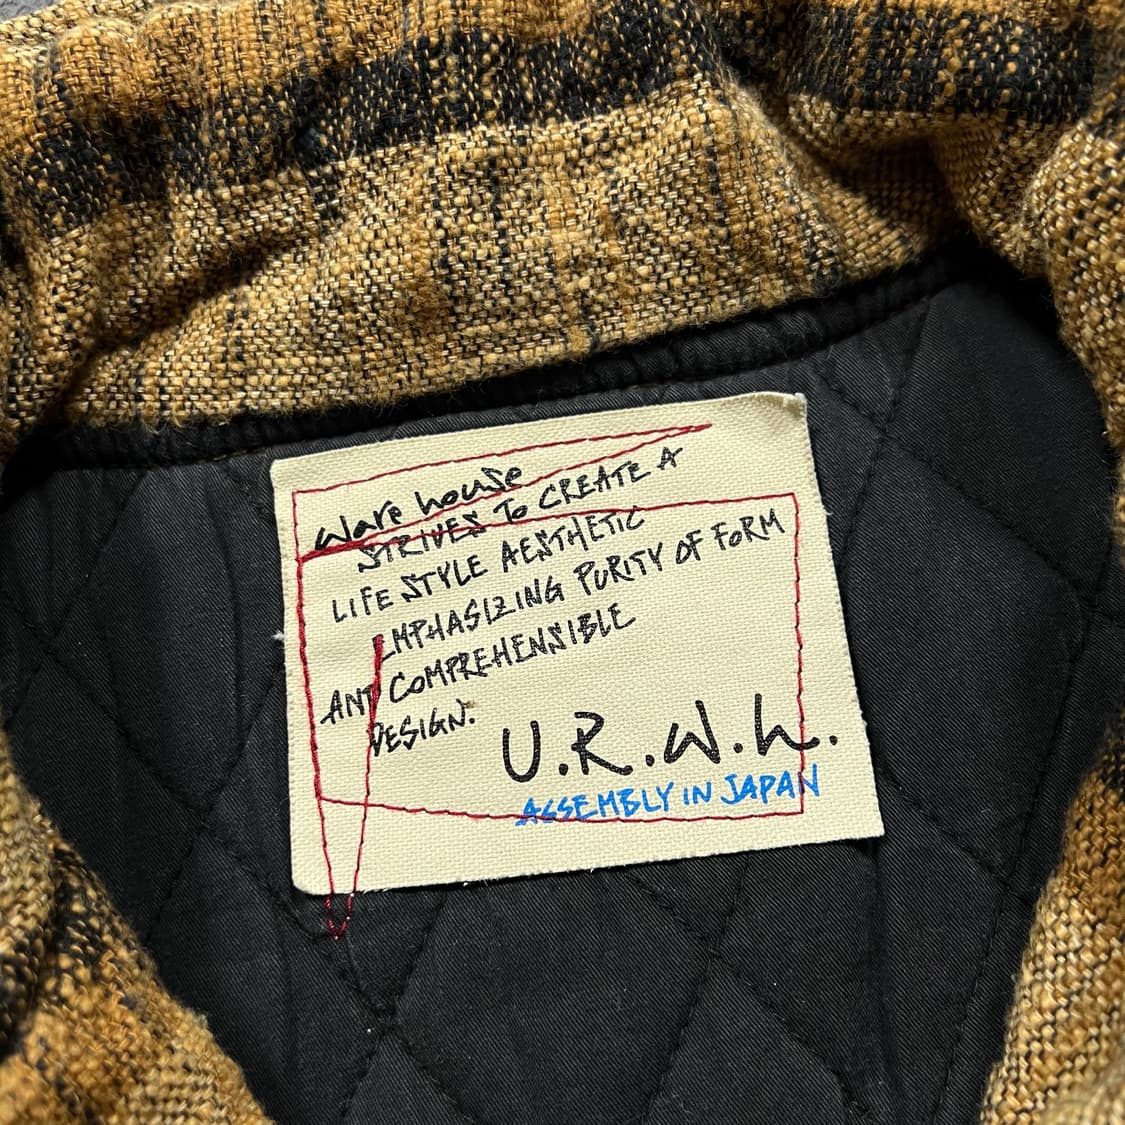 Ware house
STRIVES To CREATE A
LIFE STYLE AESTHETIC
EMPHASIZING PURITY OF FORM
AND COMPREHENSIBLE
DESIGN.
U.R.W.h.
ASSEMBLY IN JAPAN